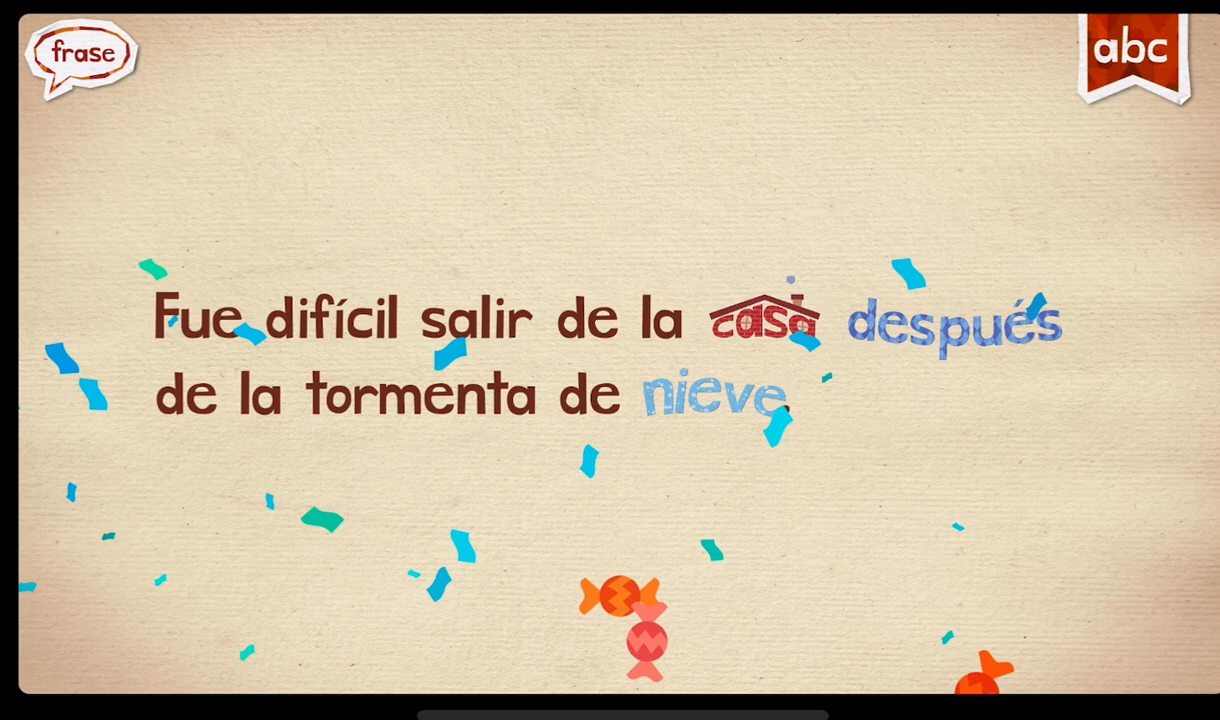 frase
abc
Fue difícil salir de la casa después
de la tormenta de nieve.